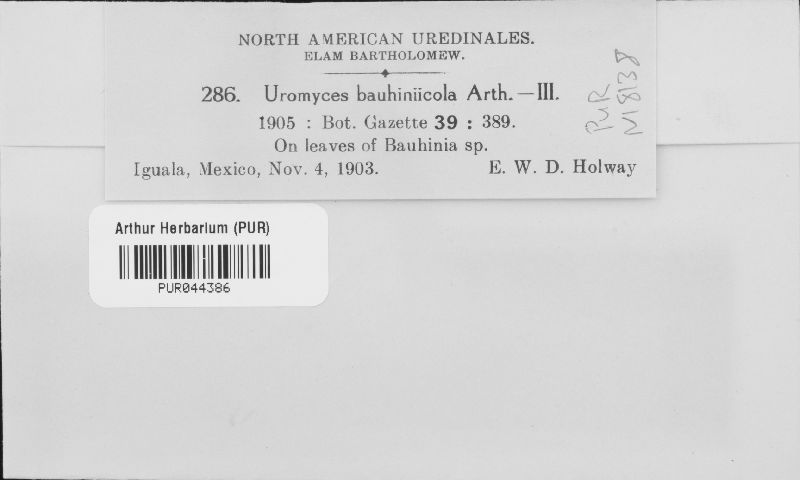 NORTH AMERICAN UREDINALES.
ELAM BARTHOLOMEW.
286. Uromyces bauhiniicola Arth. — III.
1905 : Bot. Gazette 39 : 389.
On leaves of Bauhinia sp.
Iguala, Mexico, Nov. 4, 1903. E. W. D. Holway
PUR
N18138
Arthur Herbarium (PUR)
PUR044386